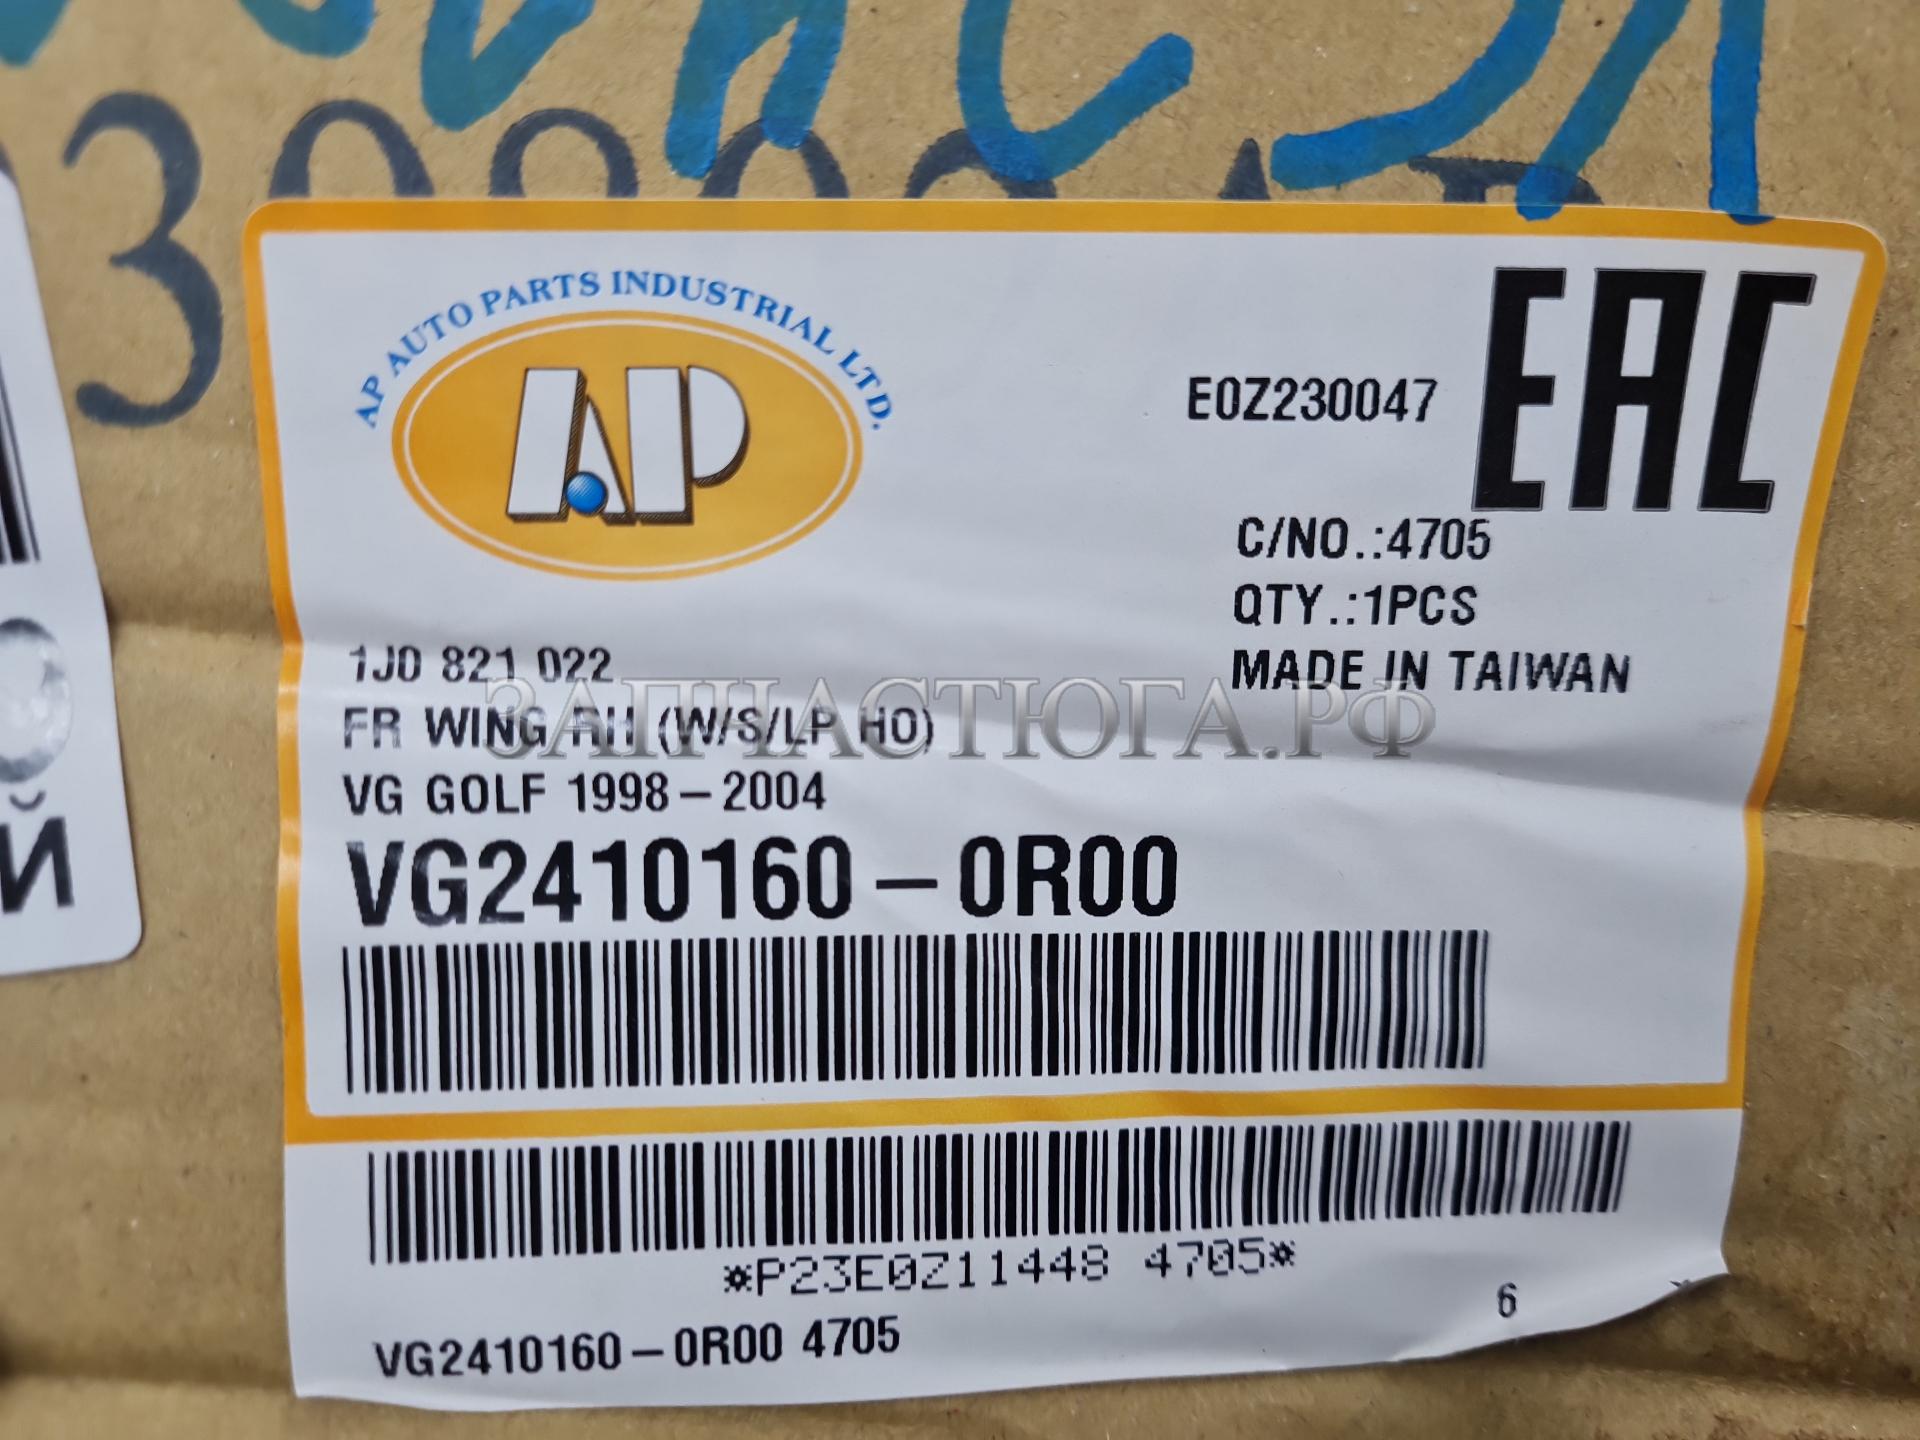 AP AUTO PARTS INDUSTRIAL LTD.
AP
EAC
E0Z230047
C/NO.:4705
QTY.:1PCS
MADE IN TAIWAN
1J0 821 022
FR WING RH (W/S/LP HO)
ЗАПЧАСТЮГА.РФ
VG GOLF 1998-2004
VG2410160-0R00
*P23E0Z11448 4705*
6
VG2410160-0R00 4705
Й